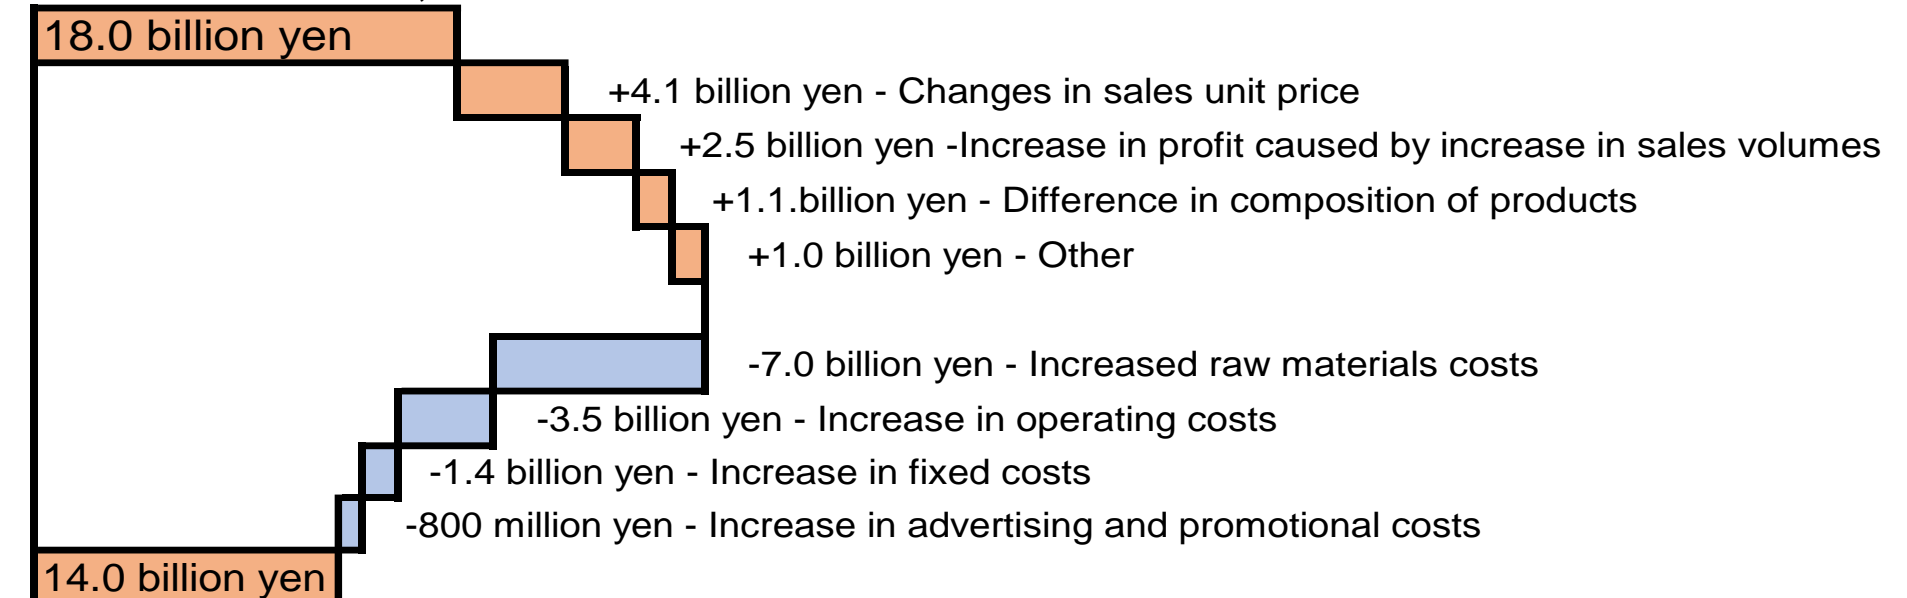 18.0 billion yen
+4.1 billion yen - Changes in sales unit price
+2.5 billion yen -Increase in profit caused by increase in sales volumes
+1.1.billion yen - Difference in composition of products
+1.0 billion yen - Other
-7.0 billion yen - Increased raw materials costs
-3.5 billion yen - Increase in operating costs
-1.4 billion yen - Increase in fixed costs
-800 million yen - Increase in advertising and promotional costs
14.0 billion yen